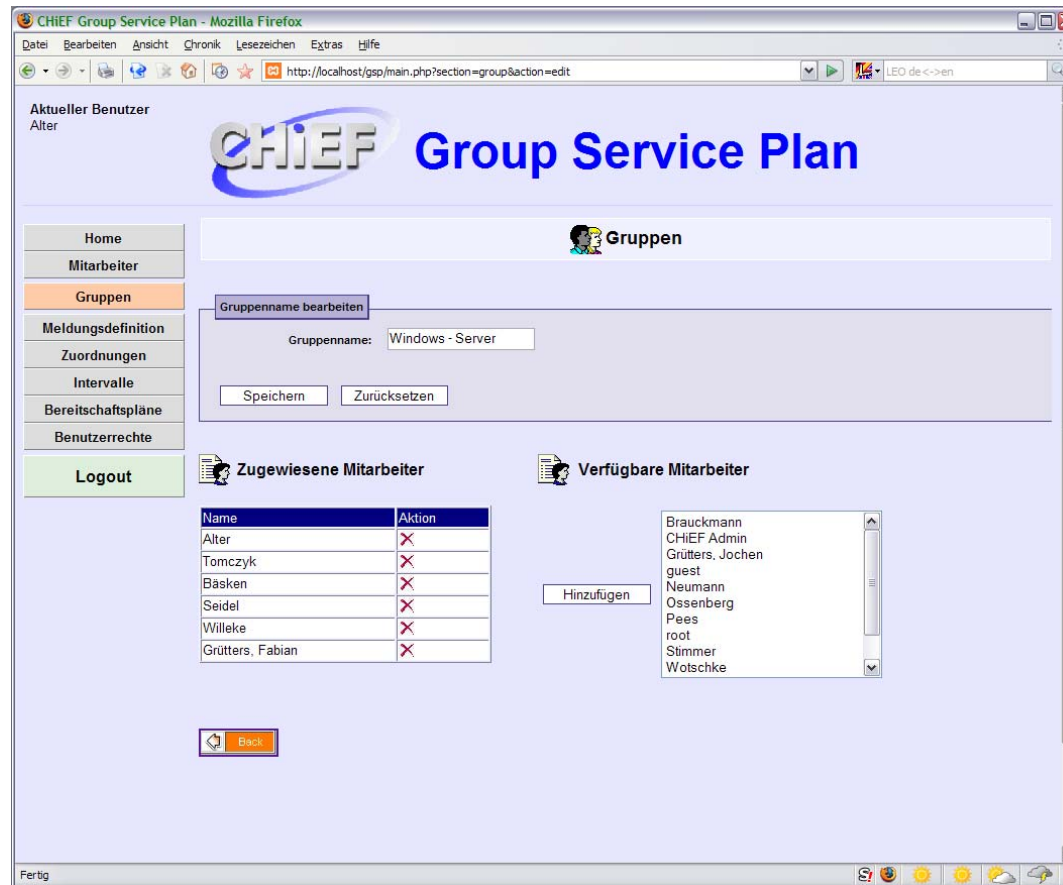 CHiEF Group Service Plan - Mozilla Firefox
Datei Bearbeiten Ansicht Chronik Lesezeichen Extras Hilfe
http://localhost/gsp/main.php?section=group&action=edit
LEO de<->en
Aktueller Benutzer
Alter
CHiEF Group Service Plan
Home
Mitarbeiter
Gruppen
Meldungsdefinition
Zuordnungen
Intervalle
Bereitschaftspläne
Benutzerrechte
Logout
Gruppen
Gruppenname bearbeiten
Gruppenname: Windows - Server
Speichern Zurücksetzen
Zugewiesene Mitarbeiter
Name Aktion
Alter
Tomczyk
Bäsken
Seidel
Willeke
Grütters, Fabian
Verfügbare Mitarbeiter
Hinzufügen
Brauckmann
CHiEF Admin
Grütters, Jochen
guest
Neumann
Ossenberg
Pees
root
Stimmer
Wotschke
Back
Fertig